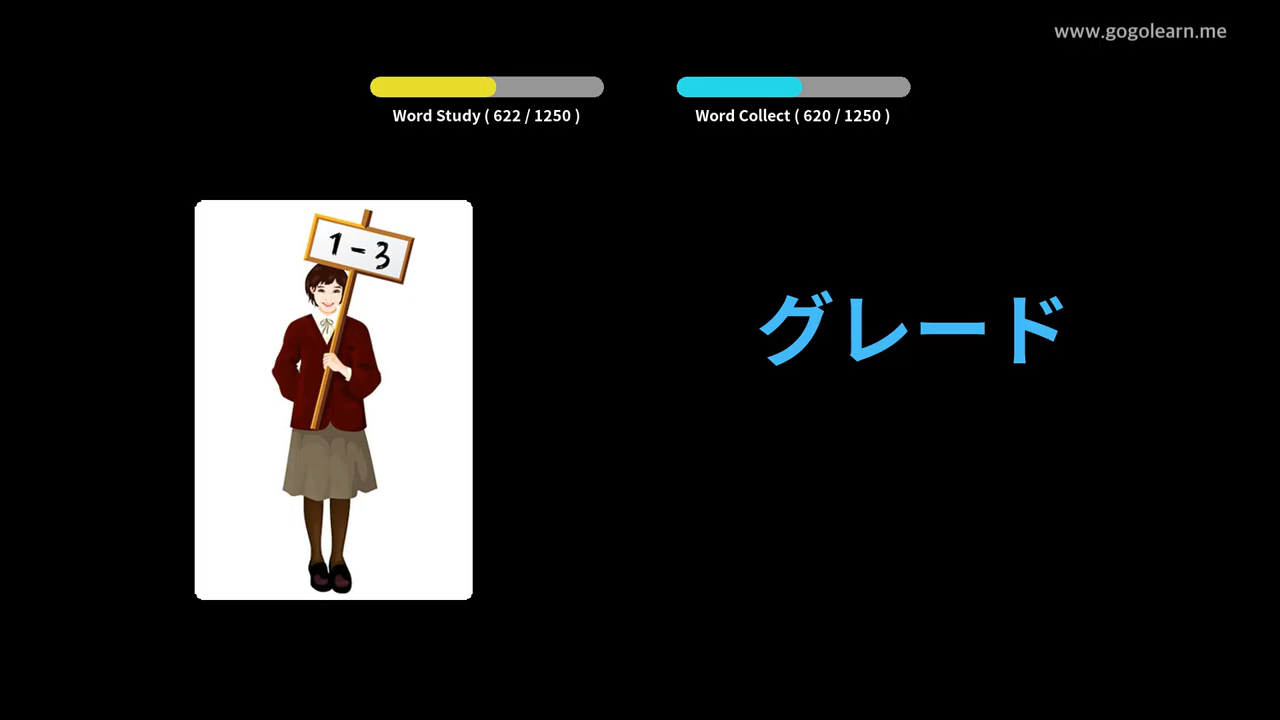 www.gogolearn.me
Word Study ( 622 / 1250 )
Word Collect ( 620 / 1250 )
1 - 3
グレード